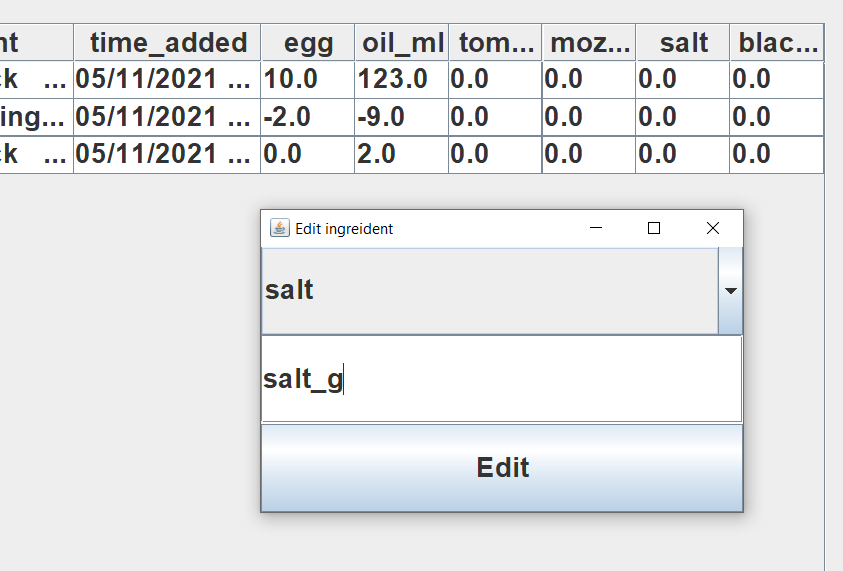 nt time_added egg oil_ml tom... moz... salt blac...
ck ... 05/11/2021 ... 10.0 123.0 0.0 0.0 0.0 0.0
ing... 05/11/2021 ... -2.0 -9.0 0.0 0.0 0.0 0.0
ck ... 05/11/2021 ... 0.0 2.0 0.0 0.0 0.0 0.0
Edit ingreident
salt
salt_g
Edit